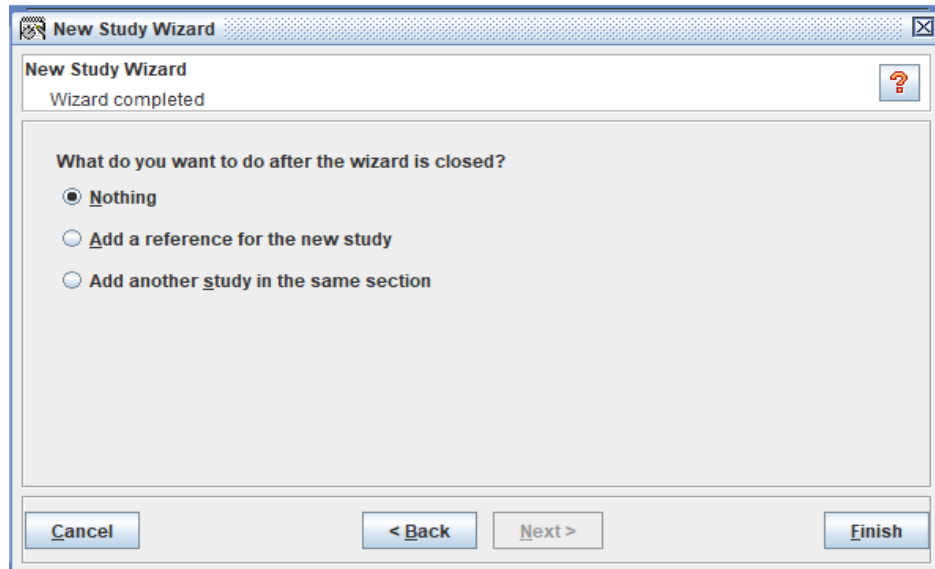 New Study Wizard
New Study Wizard
?
Wizard completed
What do you want to do after the wizard is closed?
Nothing
Add a reference for the new study
Add another study in the same section
Cancel
< Back
Next >
Finish